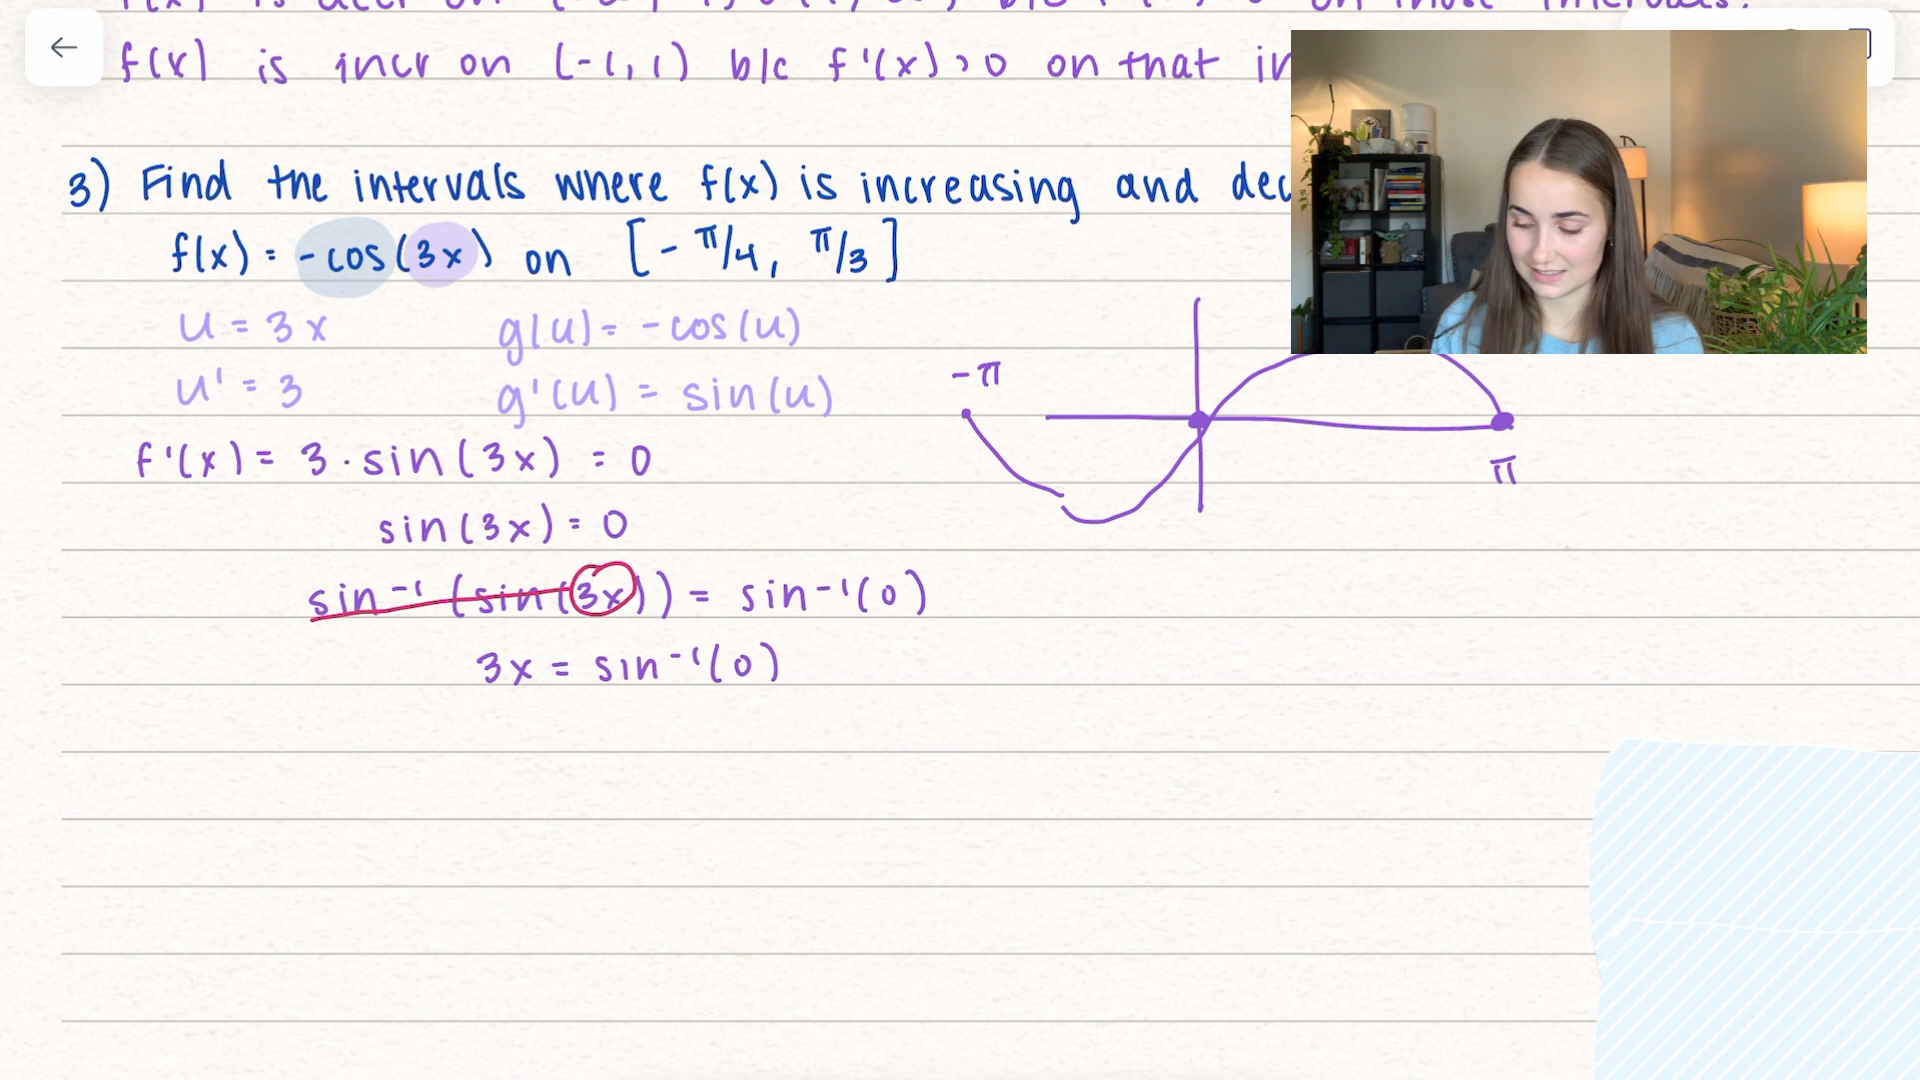 f(x) is incr on (-1,1) b/c f'(x)>0 on that
3) Find the intervals where f(x) is increasing and
f(x) = -cos(3x) on [-π/4, π/3]
u = 3x g(u) = -cos(u)
u' = 3 g'(u) = sin(u)
f'(x) = 3·sin(3x) = 0
sin(3x) = 0
sin⁻¹(sin(3x)) = sin⁻¹(0)
3x = sin⁻¹(0)
-π
π